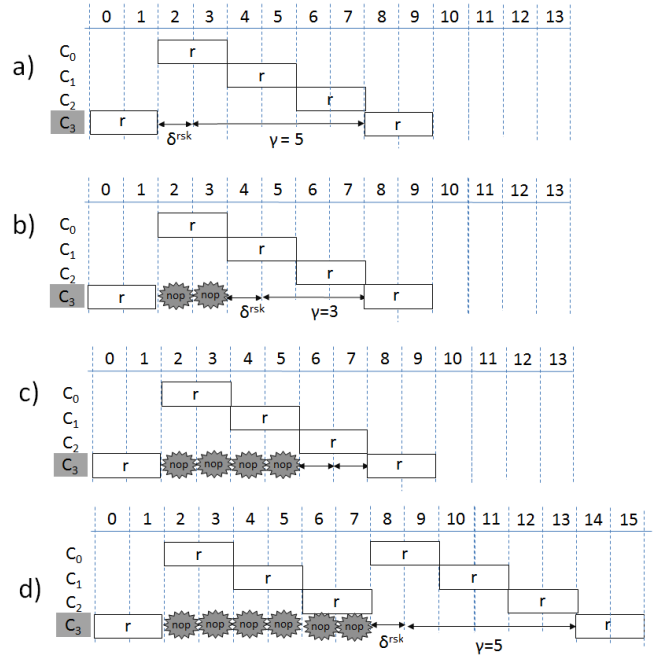 0 1 2 3 4 5 6 7 8 9 10 11 12 13
a)
C₀ r
C₁ r
C₂ r
C₃ r r
δʳˢᵏ γ = 5
0 1 2 3 4 5 6 7 8 9 10 11 12 13
b)
C₀ r
C₁ r
C₂ r
C₃ r nop nop r
δʳˢᵏ γ=3
0 1 2 3 4 5 6 7 8 9 10 11 12 13
c)
C₀ r
C₁ r
C₂ r
C₃ r nop nop nop nop r
0 1 2 3 4 5 6 7 8 9 10 11 12 13 14 15
d)
C₀ r r
C₁ r r
C₂ r r
C₃ r nop nop nop nop nop nop r
δʳˢᵏ γ=5